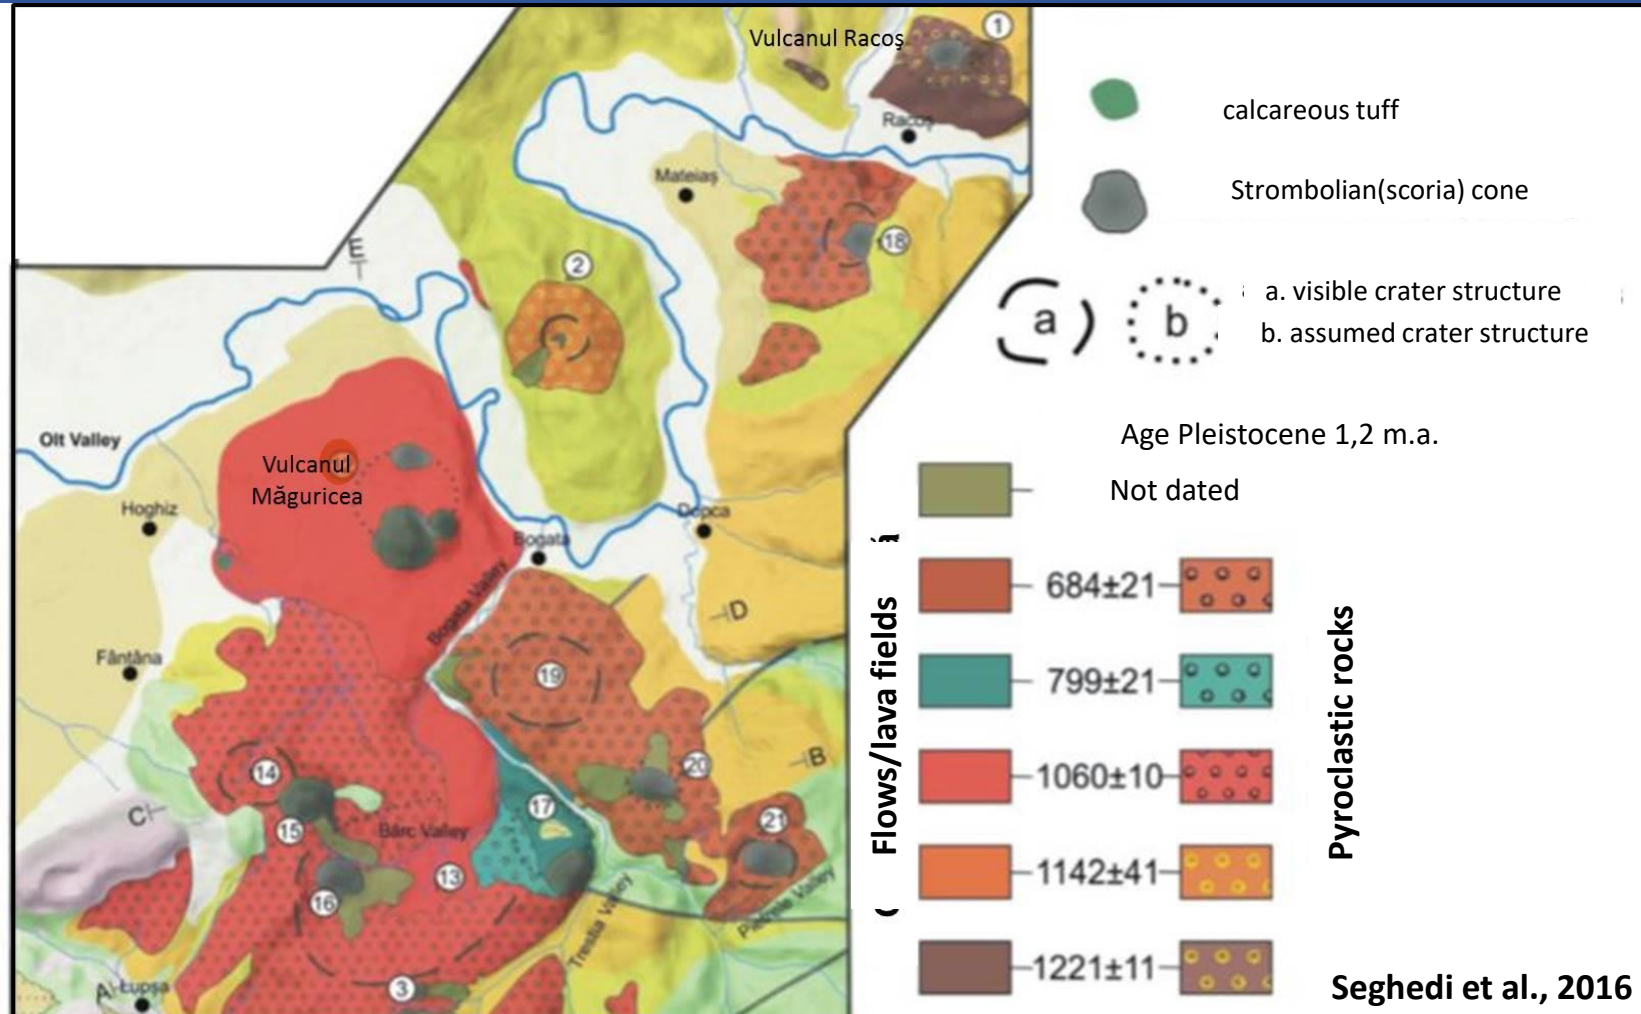 Vulcanul Racoş
1
Racoş
Mateiaş
18
E
2
Olt Valley
Vulcanul
Măguricea
Hoghiz
Bogata
Dopca
Bogata Valley
D
Fântâna
19
14
20
B
17
C
15
Bârc Valley
21
13
16
Trestia Valley
3
A
Lupşa
calcareous tuff
Strombolian(scoria) cone
a
b
a. visible crater structure
b. assumed crater structure
Age Pleistocene 1,2 m.a.
Not dated
684±21
799±21
1060±10
1142±41
1221±11
Flows/lava fields
Pyroclastic rocks
Seghedi et al., 2016